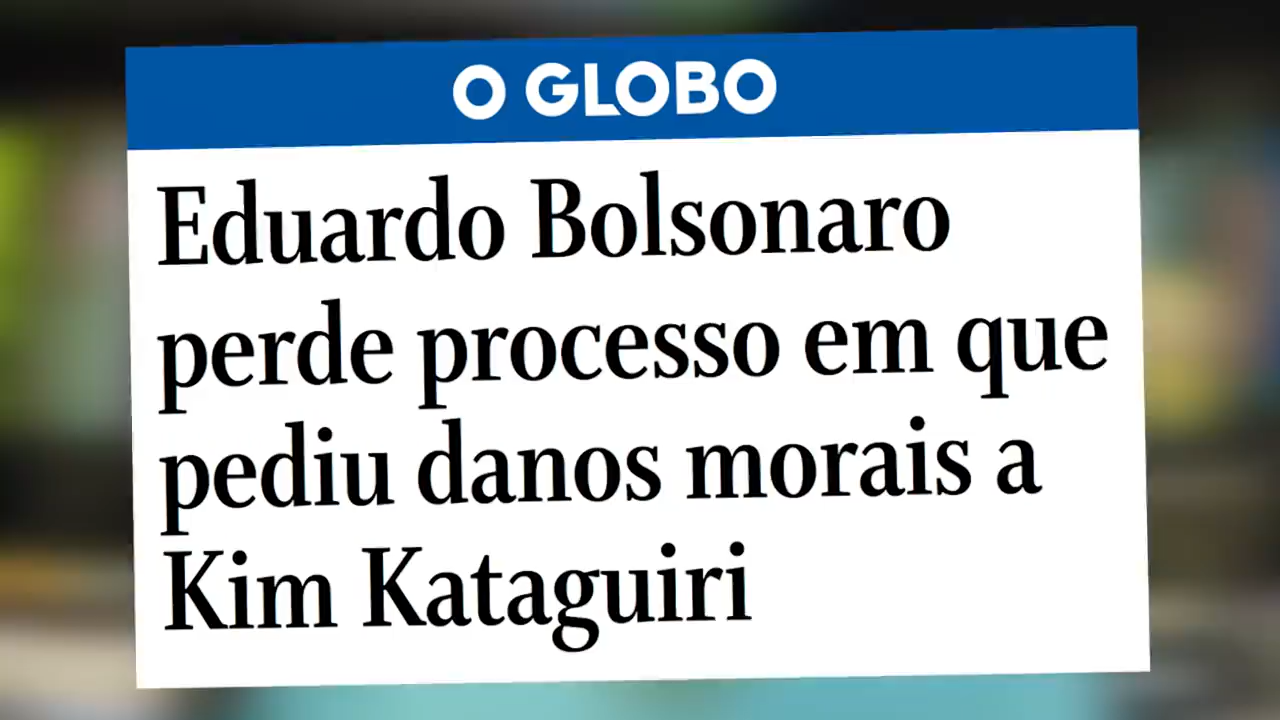 O GLOBO
Eduardo Bolsonaro
perde processo em que
pediu danos morais a
Kim Kataguiri